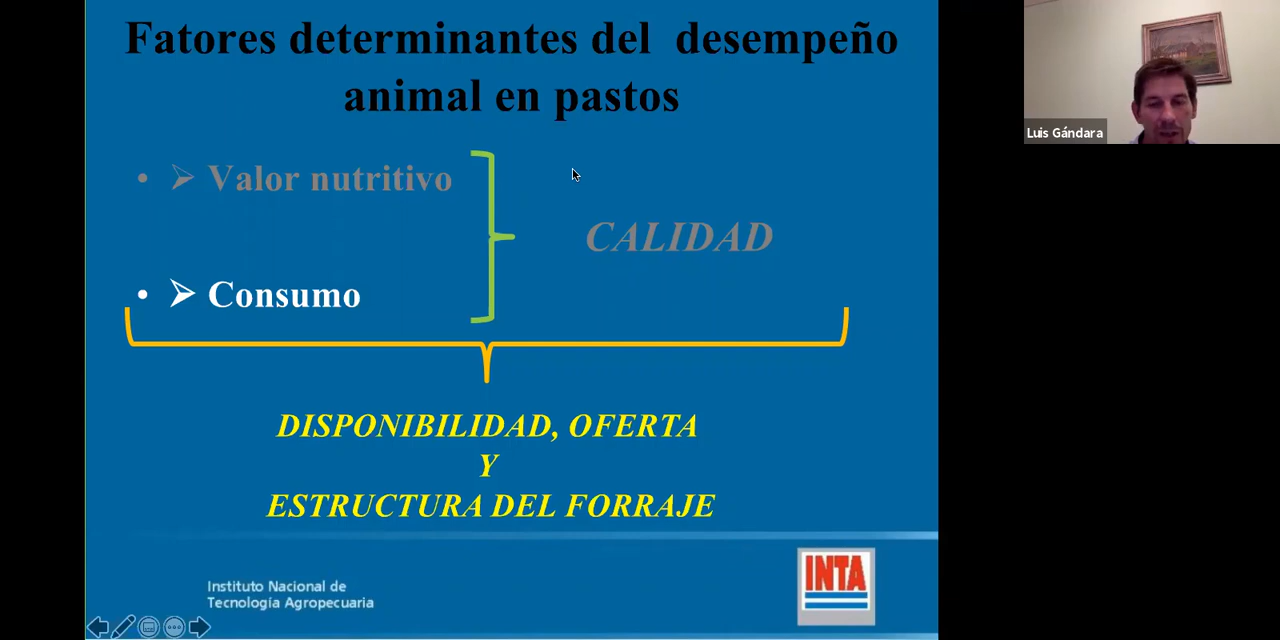 Fatores determinantes del desempeño
animal en pastos
• ➢ Valor nutritivo
CALIDAD
• ➢ Consumo
DISPONIBILIDAD, OFERTA
Y
ESTRUCTURA DEL FORRAJE
Instituto Nacional de
Tecnología Agropecuaria
INTA
Luis Gándara